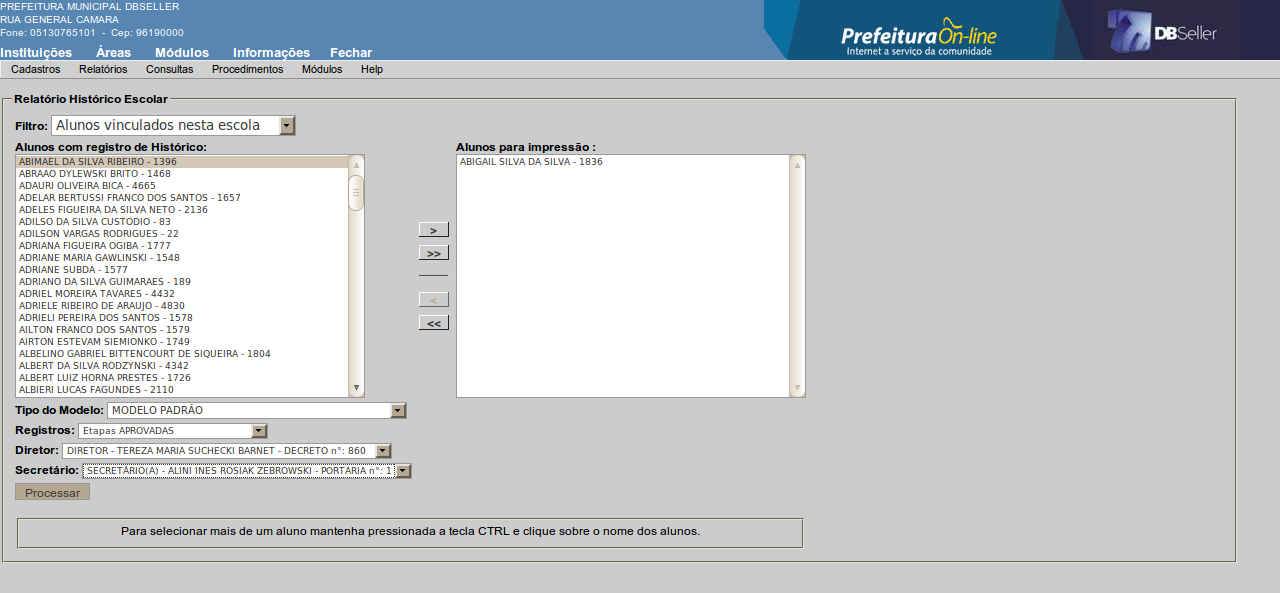 PREFEITURA MUNICIPAL DBSELLER
RUA GENERAL CAMARA
Fone: 05130765101 - Cep: 96190000
Prefeitura On-line
Internet a serviço da comunidade
DBSeller
Instituições Áreas Módulos Informações Fechar
Cadastros Relatórios Consultas Procedimentos Módulos Help
Relatório Histórico Escolar
Filtro: Alunos vinculados nesta escola
Alunos com registro de Histórico:
ABIMAEL DA SILVA RIBEIRO - 1396
ABRAAO DYLEWSKI BRITO - 1468
ADAURI OLIVEIRA BICA - 4665
ADELAR BERTUSSI FRANCO DOS SANTOS - 1657
ADELES FIGUEIRA DA SILVA NETO - 2136
ADILSO DA SILVA CUSTODIO - 83
ADILSON VARGAS RODRIGUES - 22
ADRIANA FIGUEIRA OGIBA - 1777
ADRIANE MARIA GAWLINSKI - 1548
ADRIANE SUBDA - 1577
ADRIANO DA SILVA GUIMARAES - 189
ADRIEL MOREIRA TAVARES - 4432
ADRIELE RIBEIRO DE ARAUJO - 4830
ADRIELI PEREIRA DOS SANTOS - 1578
AILTON FRANCO DOS SANTOS - 1579
AIRTON ESTEVAM SIEMIONKO - 1749
ALBELINO GABRIEL BITTENCOURT DE SIQUEIRA - 1804
ALBERT DA SILVA RODZYNSKI - 4342
ALBERT LUIZ HORNA PRESTES - 1726
ALBIERI LUCAS FAGUNDES - 2110
>
>>
<
<<
Alunos para impressão :
ABIGAIL SILVA DA SILVA - 1836
Tipo do Modelo: MODELO PADRÃO
Registros: Etapas APROVADAS
Diretor: DIRETOR - TEREZA MARIA SUCHECKI BARNET - DECRETO n°: 860
Secretário: SECRETÁRIO(A) - ALINI INES ROSIAK ZEBROWSKI - PORTARIA n°: 1
Processar
Para selecionar mais de um aluno mantenha pressionada a tecla CTRL e clique sobre o nome dos alunos.